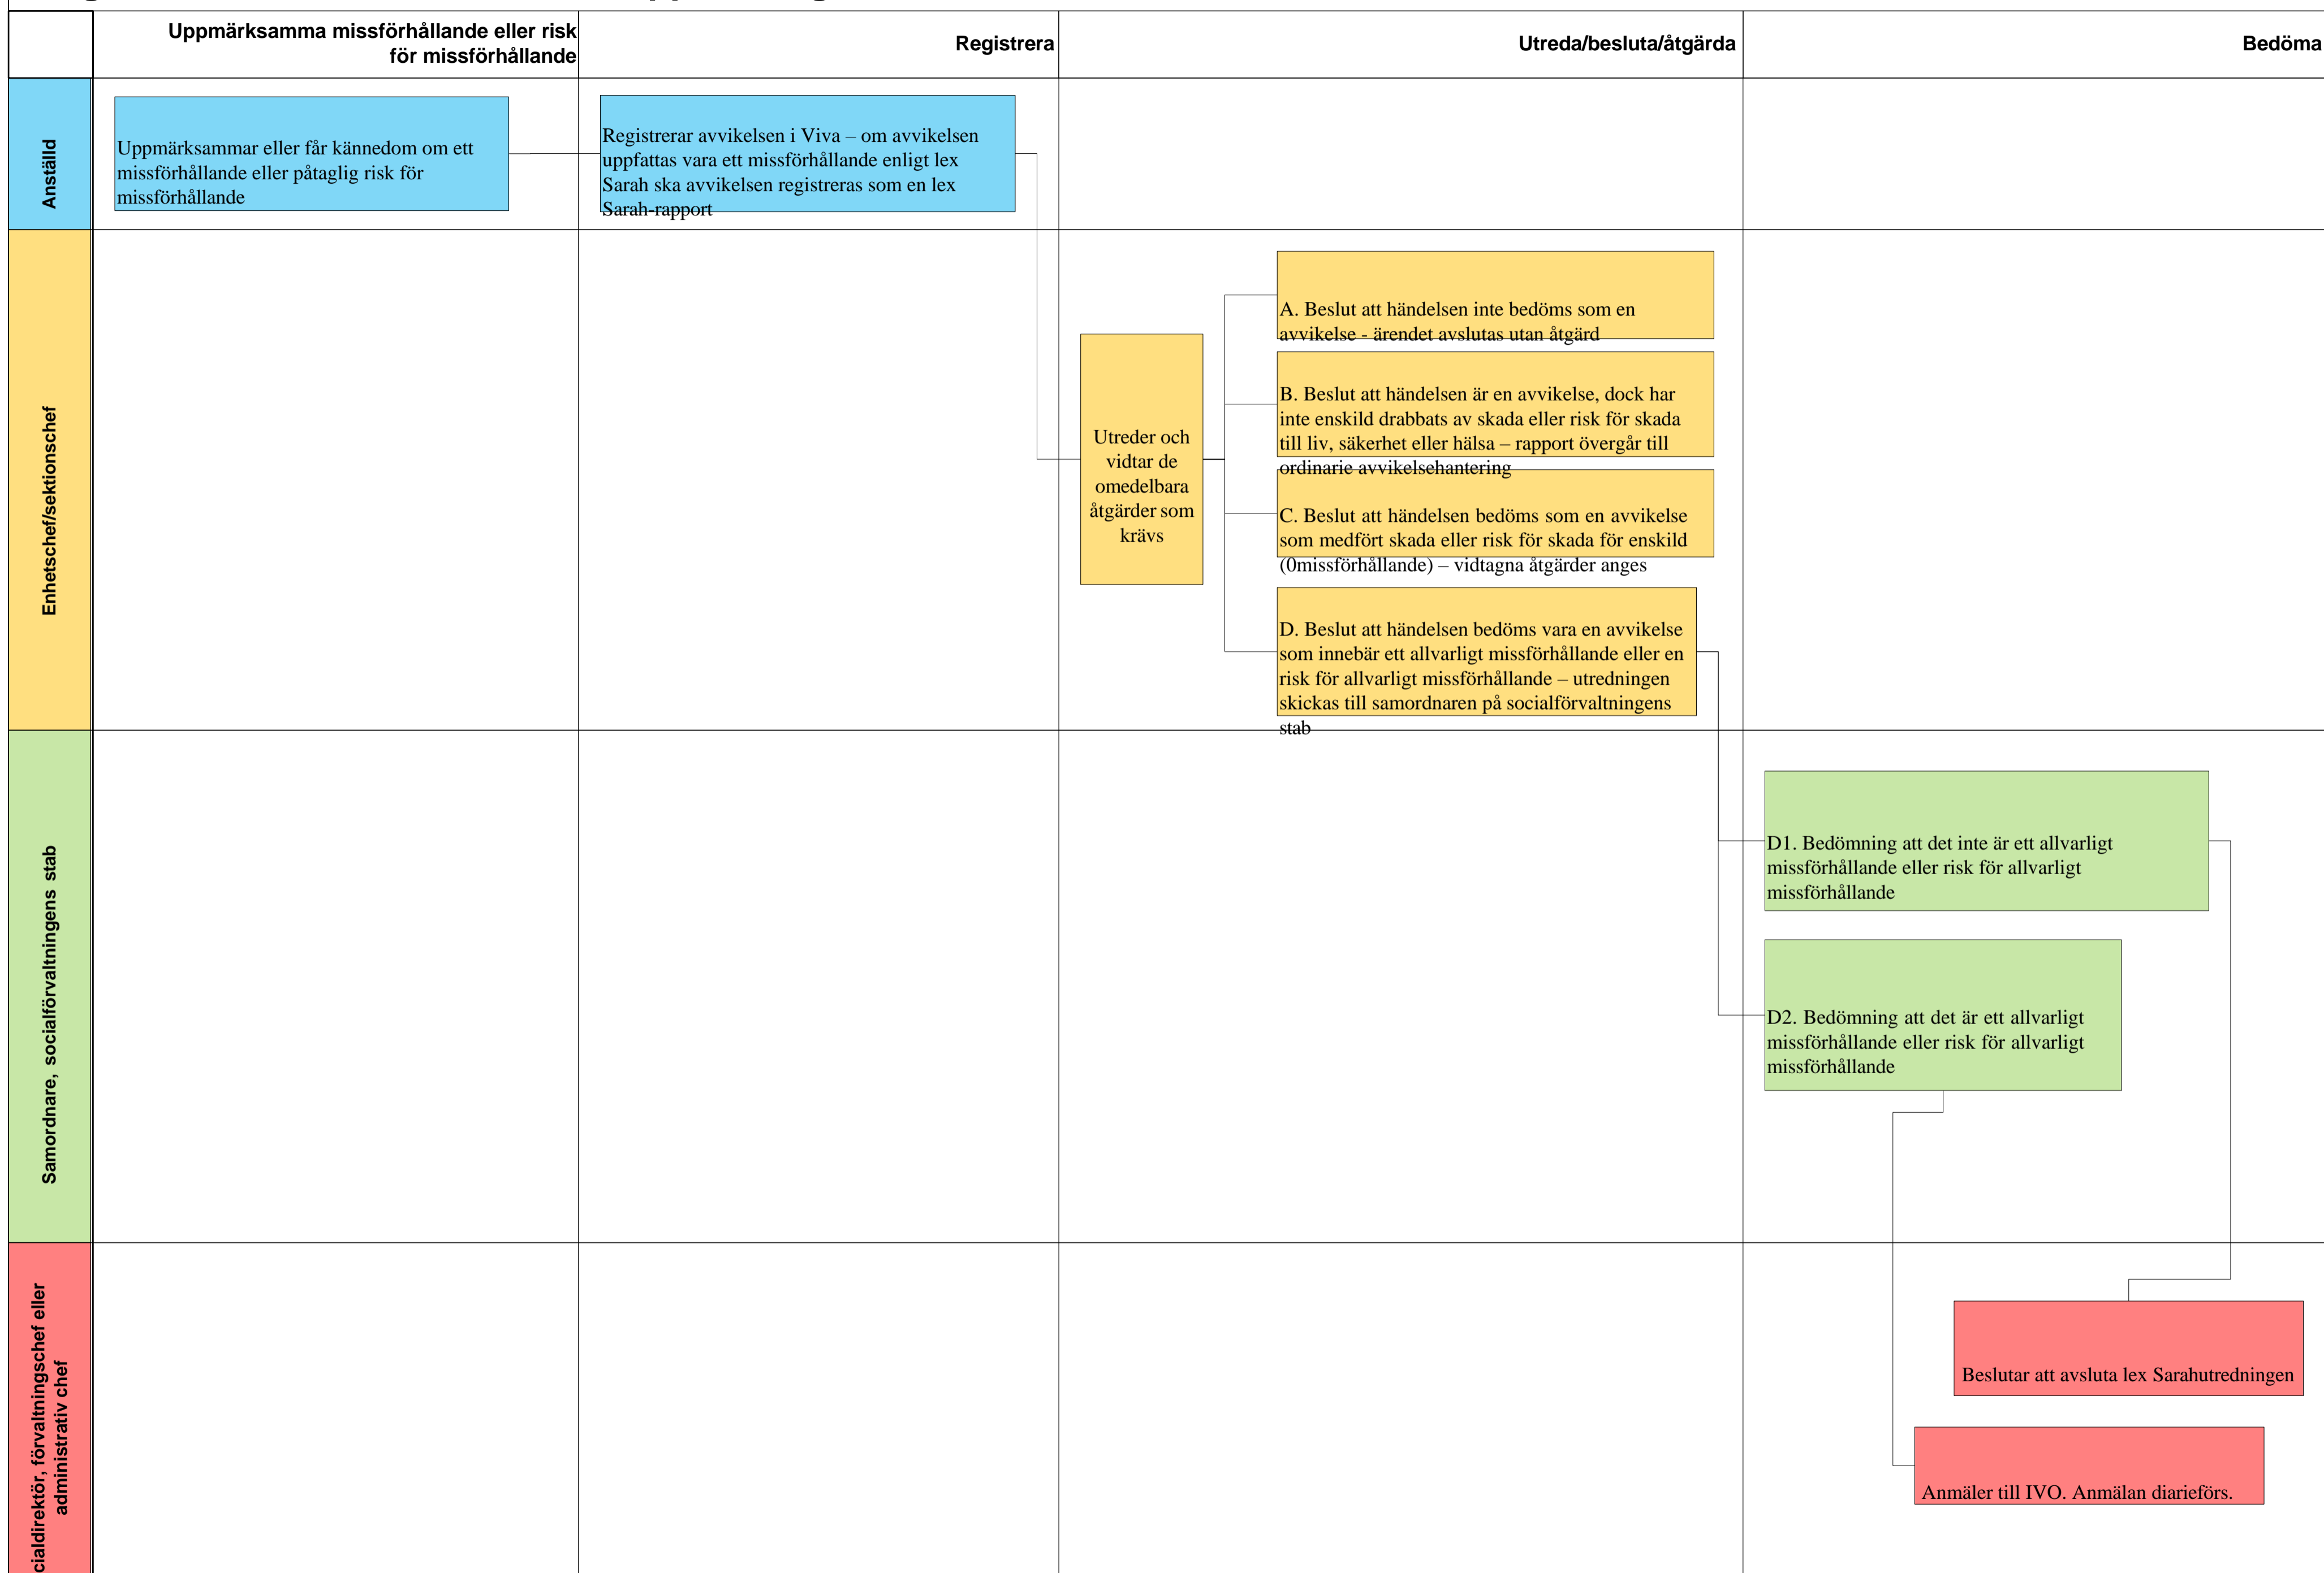 Uppmärksamma missförhållande eller risk
för missförhållande
Registrera
Utreda/besluta/åtgärda
Bedöma
Anställd
Uppmärksammar eller får kännedom om ett
missförhållande eller påtaglig risk för
missförhållande
Registrerar avvikelsen i Viva – om avvikelsen
uppfattas vara ett missförhållande enligt lex
Sarah ska avvikelsen registreras som en lex
Sarah-rapport
Enhetschef/sektionschef
Utreder och
vidtar de
omedelbara
åtgärder som
krävs
A. Beslut att händelsen inte bedöms som en
avvikelse - ärendet avslutas utan åtgärd
B. Beslut att händelsen är en avvikelse, dock har
inte enskild drabbats av skada eller risk för skada
till liv, säkerhet eller hälsa – rapport övergår till
ordinarie avvikelsehantering
C. Beslut att händelsen bedöms som en avvikelse
som medfört skada eller risk för skada för enskild
(0missförhållande) – vidtagna åtgärder anges
D. Beslut att händelsen bedöms vara en avvikelse
som innebär ett allvarligt missförhållande eller en
risk för allvarligt missförhållande – utredningen
skickas till samordnaren på socialförvaltningens
stab
Samordnare, socialförvaltningens stab
D1. Bedömning att det inte är ett allvarligt
missförhållande eller risk för allvarligt
missförhållande
D2. Bedömning att det är ett allvarligt
missförhållande eller risk för allvarligt
missförhållande
cialdirektör, förvaltningschef eller
administrativ chef
Beslutar att avsluta lex Sarahutredningen
Anmäler till IVO. Anmälan diarieförs.